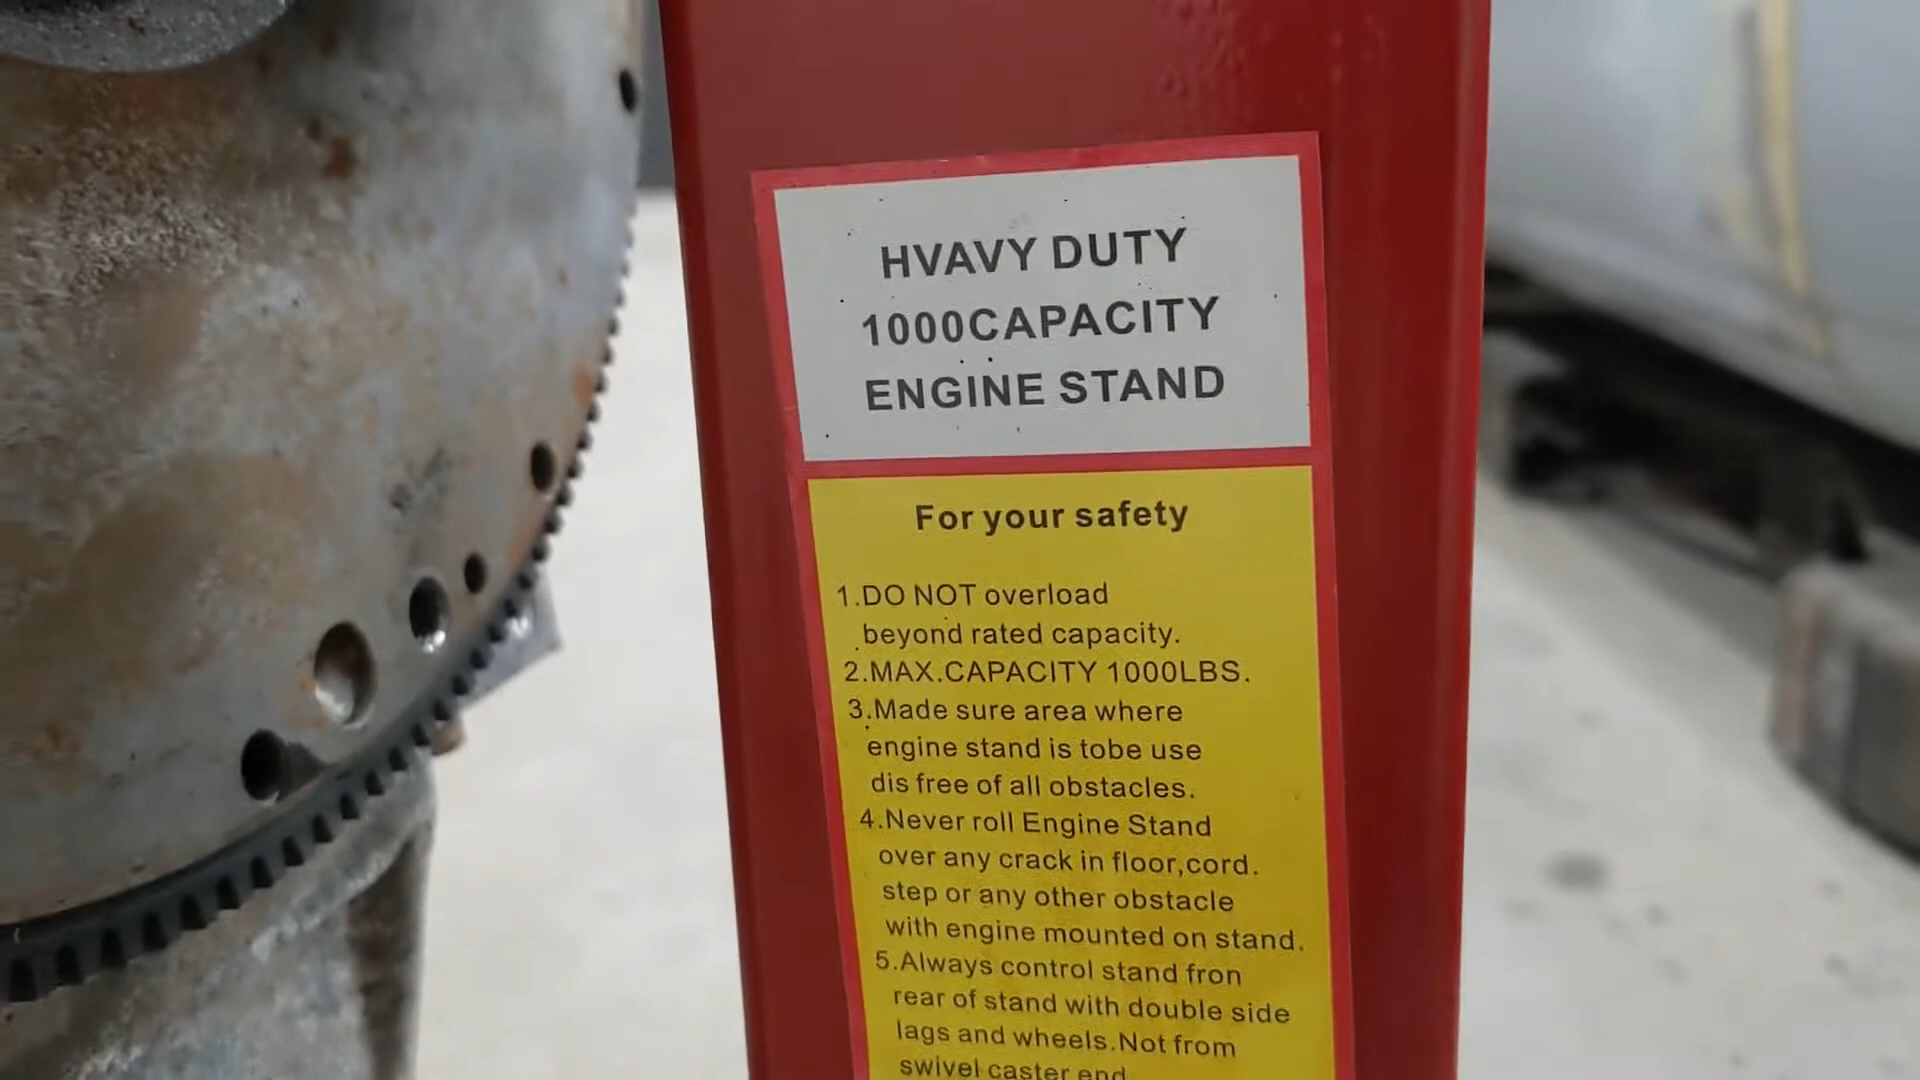 HVAVY DUTY
1000CAPACITY
ENGINE STAND
For your safety
1.DO NOT overload
beyond rated capacity.
2.MAX.CAPACITY 1000LBS.
3.Made sure area where
engine stand is tobe use
dis free of all obstacles.
4.Never roll Engine Stand
over any crack in floor,cord.
step or any other obstacle
with engine mounted on stand.
5.Always control stand fron
rear of stand with double side
lags and wheels.Not from
swivel caster end